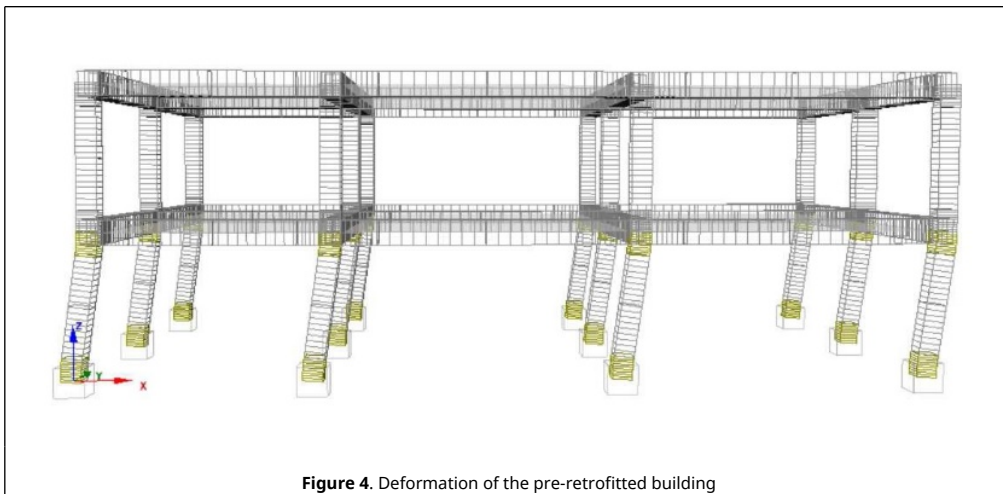 Z
Y
X
Figure 4. Deformation of the pre-retrofitted building